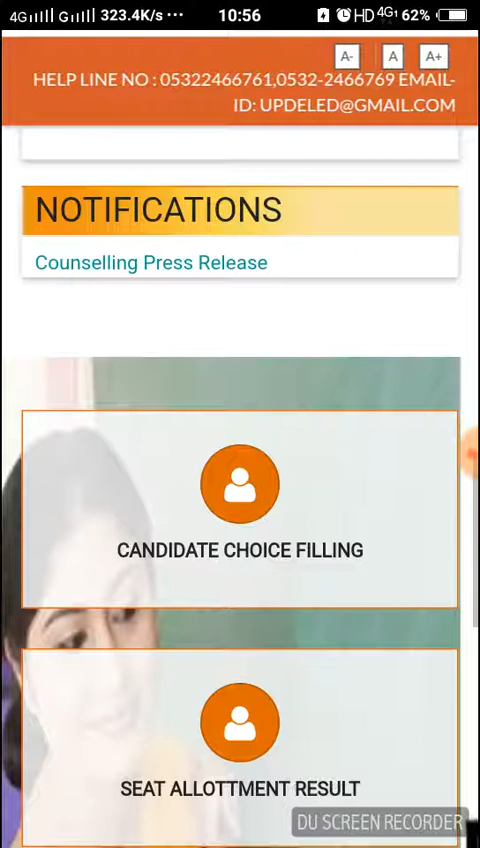 4G 4G 323.4K/s ··· 10:56 HD 4G 62%
A- A A+
HELP LINE NO : 05322466761,0532-2466769 EMAIL-
ID: UPDELED@GMAIL.COM
NOTIFICATIONS
Counselling Press Release
CANDIDATE CHOICE FILLING
SEAT ALLOTTMENT RESULT
DU SCREEN RECORDER